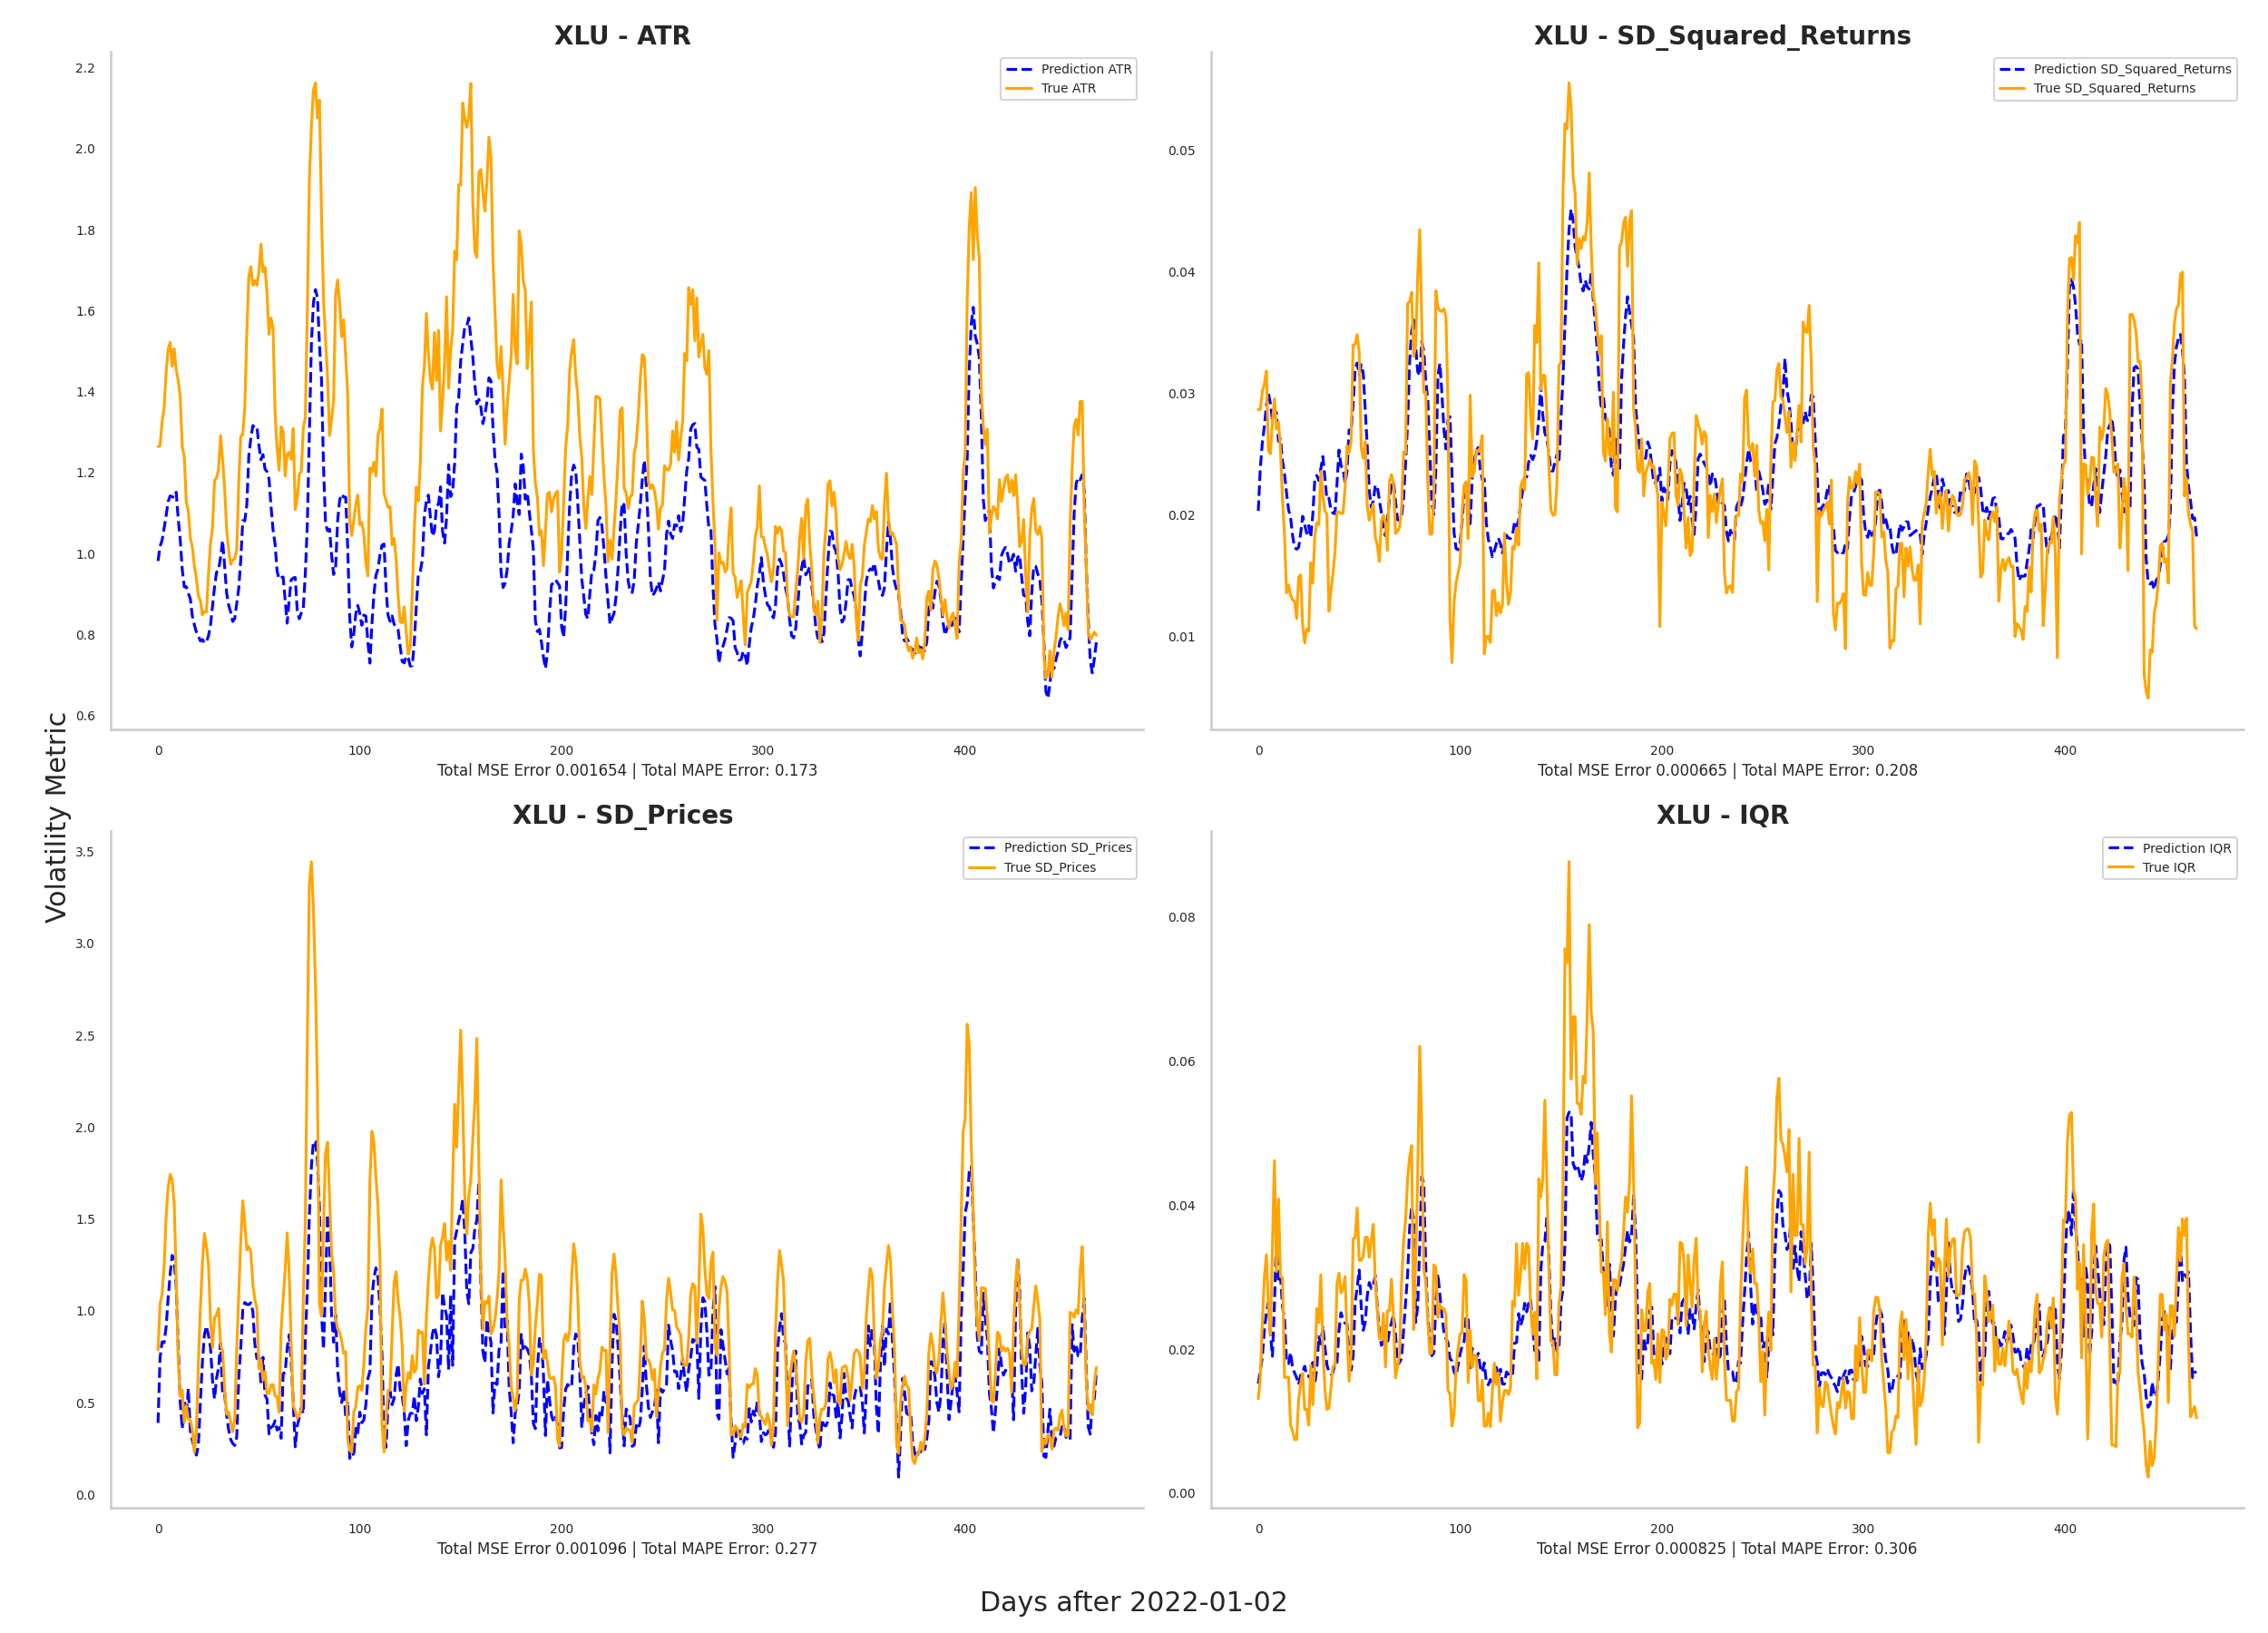 XLU - ATR
2.2
2.0
1.8
1.6
1.4
1.2
1.0
0.8
0.6
Prediction ATR
True ATR
0 100 200 300 400
Total MSE Error 0.001654 | Total MAPE Error: 0.173
XLU - SD_Squared_Returns
0.05
0.04
0.03
0.02
0.01
Prediction SD_Squared_Returns
True SD_Squared_Returns
0 100 200 300 400
Total MSE Error 0.000665 | Total MAPE Error: 0.208
Volatility Metric
XLU - SD_Prices
3.5
3.0
2.5
2.0
1.5
1.0
0.5
0.0
Prediction SD_Prices
True SD_Prices
0 100 200 300 400
Total MSE Error 0.001096 | Total MAPE Error: 0.277
XLU - IQR
0.08
0.06
0.04
0.02
0.00
Prediction IQR
True IQR
0 100 200 300 400
Total MSE Error 0.000825 | Total MAPE Error: 0.306
Days after 2022-01-02